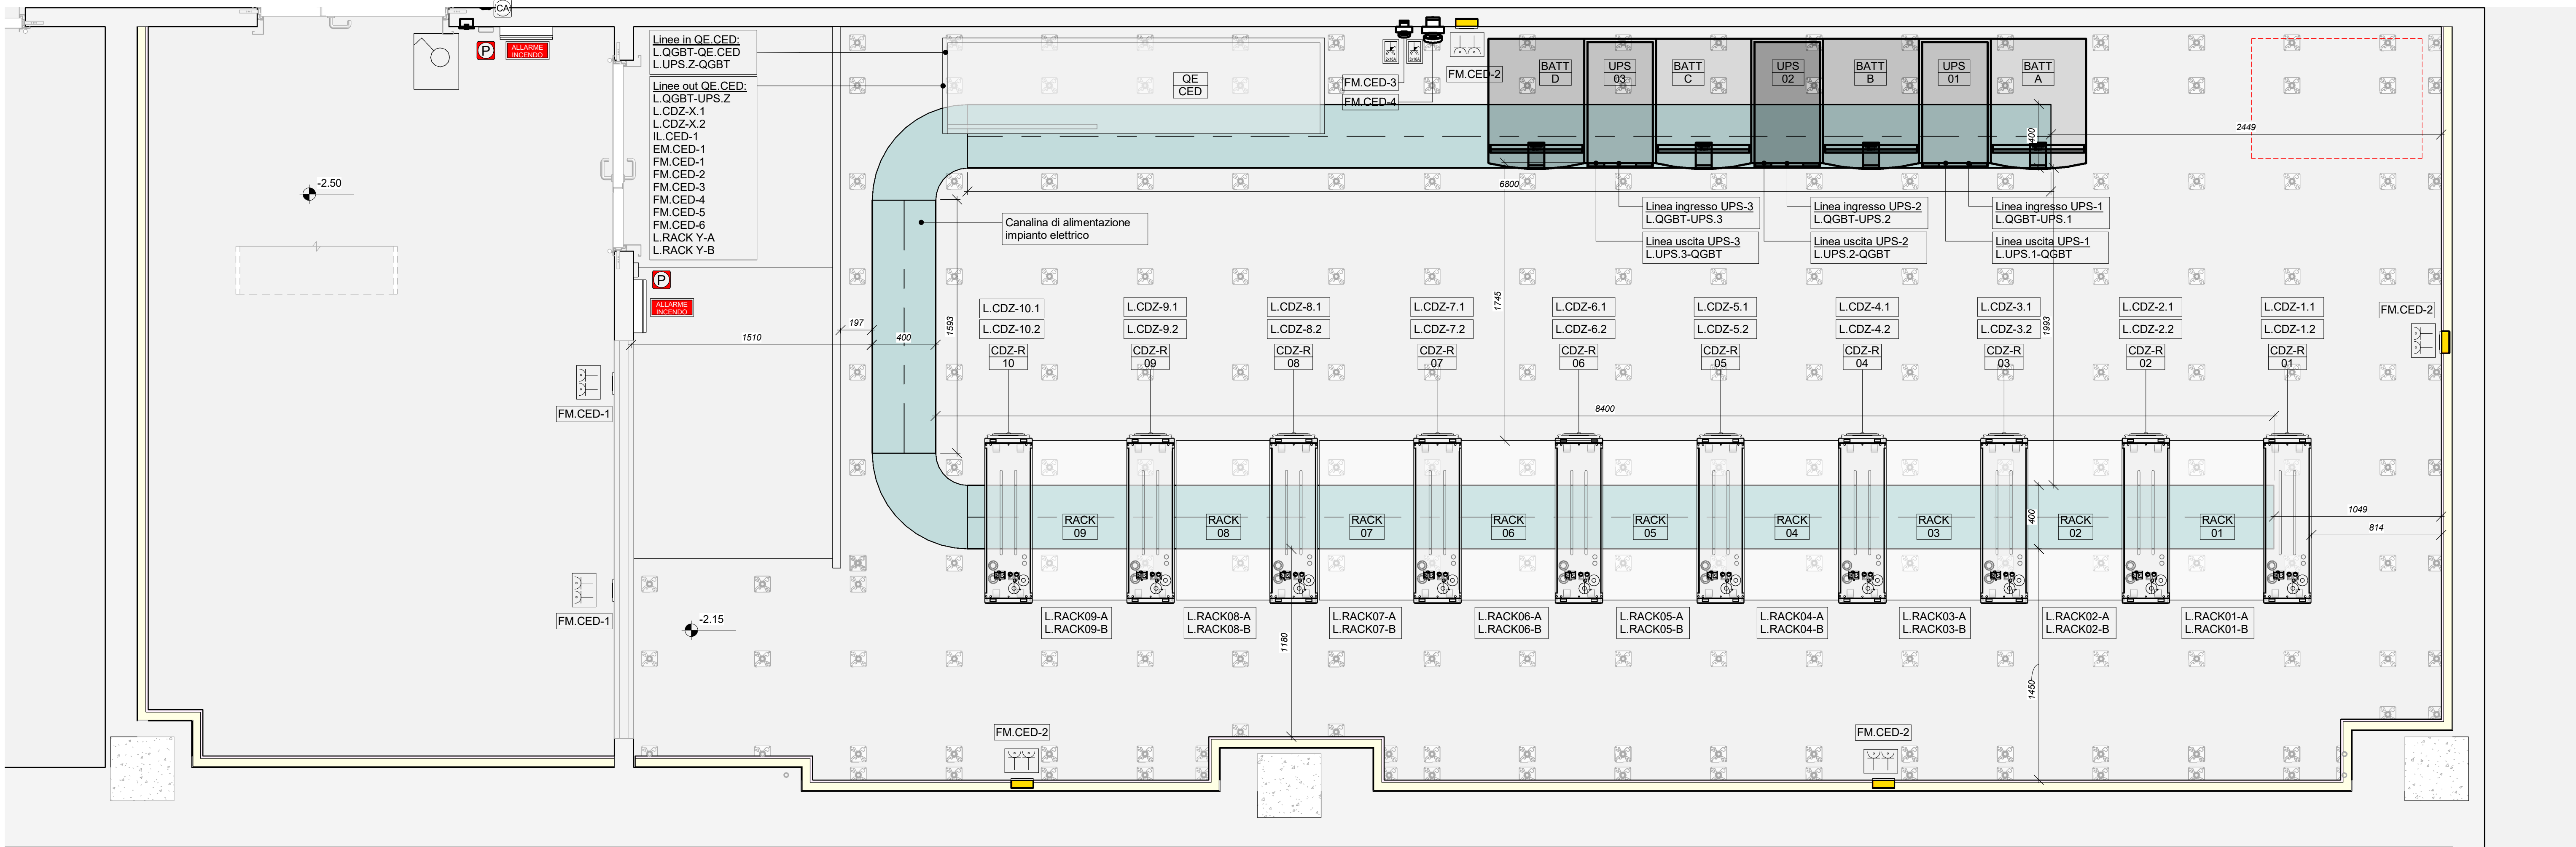 CA
P
ALLARME
INCENDO
Linee in QE.CED:
L.QGBT-QE.CED
L.UPS.Z-QGBT
Linee out QE.CED:
L.QGBT-UPS.Z
L.CDZ-X.1
L.CDZ-X.2
IL.CED-1
EM.CED-1
FM.CED-1
FM.CED-2
FM.CED-3
FM.CED-4
FM.CED-5
FM.CED-6
L.RACK Y-A
L.RACK Y-B
QE
CED
FM.CED-3
FM.CED-4
FM.CED-2
BATT
D
UPS
03
BATT
C
UPS
02
BATT
B
UPS
01
BATT
A
400
2449
-2.50
6800
Canalina di alimentazione
impianto elettrico
Linea ingresso UPS-3
L.QGBT-UPS.3
Linea uscita UPS-3
L.UPS.3-QGBT
Linea ingresso UPS-2
L.QGBT-UPS.2
Linea uscita UPS-2
L.UPS.2-QGBT
Linea ingresso UPS-1
L.QGBT-UPS.1
Linea uscita UPS-1
L.UPS.1-QGBT
P
ALLARME
INCENDO
197
1510
400
1593
1745
1993
L.CDZ-10.1
L.CDZ-10.2
CDZ-R
10
L.CDZ-9.1
L.CDZ-9.2
CDZ-R
09
L.CDZ-8.1
L.CDZ-8.2
CDZ-R
08
L.CDZ-7.1
L.CDZ-7.2
CDZ-R
07
L.CDZ-6.1
L.CDZ-6.2
CDZ-R
06
L.CDZ-5.1
L.CDZ-5.2
CDZ-R
05
L.CDZ-4.1
L.CDZ-4.2
CDZ-R
04
L.CDZ-3.1
L.CDZ-3.2
CDZ-R
03
L.CDZ-2.1
L.CDZ-2.2
CDZ-R
02
L.CDZ-1.1
L.CDZ-1.2
CDZ-R
01
FM.CED-2
FM.CED-1
8400
RACK
09
RACK
08
RACK
07
RACK
06
RACK
05
RACK
04
RACK
03
400
RACK
02
RACK
01
1049
814
FM.CED-1
-2.15
L.RACK09-A
L.RACK09-B
L.RACK08-A
L.RACK08-B
1180
L.RACK07-A
L.RACK07-B
L.RACK06-A
L.RACK06-B
L.RACK05-A
L.RACK05-B
L.RACK04-A
L.RACK04-B
L.RACK03-A
L.RACK03-B
L.RACK02-A
L.RACK02-B
L.RACK01-A
L.RACK01-B
1450
FM.CED-2
FM.CED-2